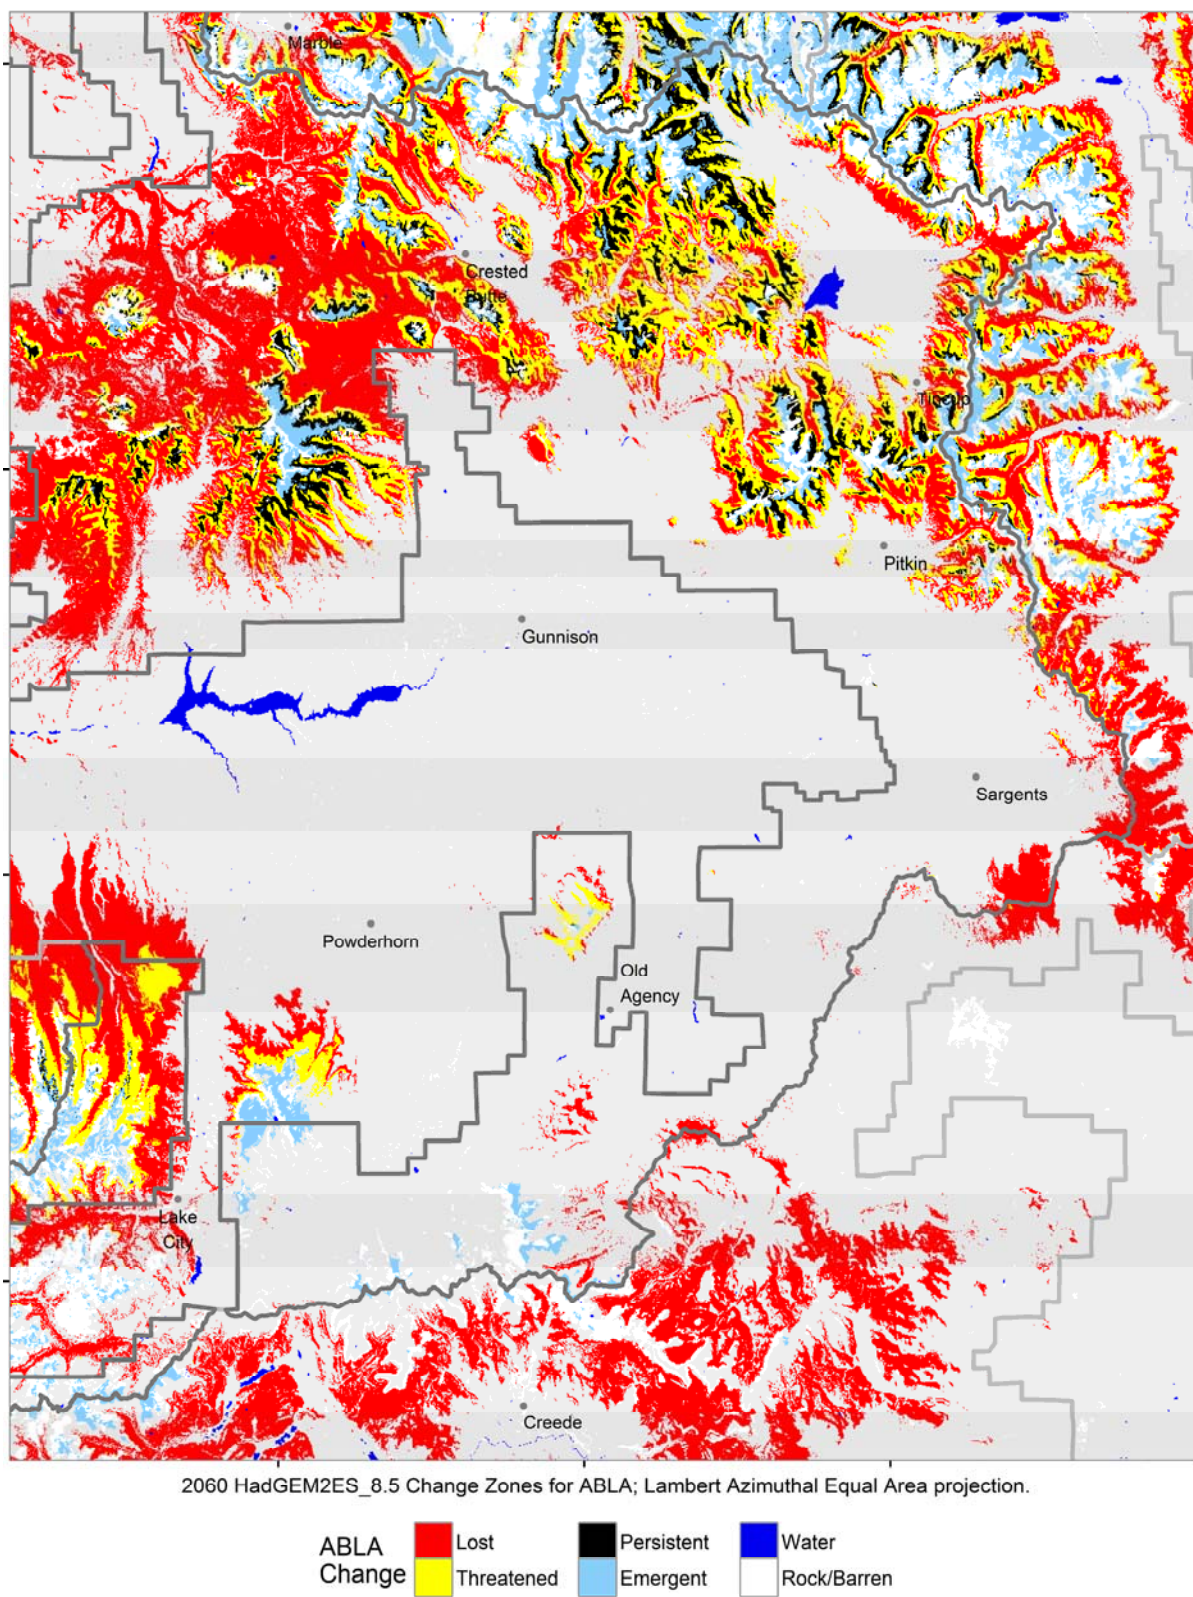 Marble
Crested
Butte
Tincup
Pitkin
Gunnison
Sargents
Powderhorn
Old
Agency
Lake
City
Creede
2060 HadGEM2ES_8.5 Change Zones for ABLA; Lambert Azimuthal Equal Area projection.
ABLA
Change
Lost
Persistent
Water
Threatened
Emergent
Rock/Barren